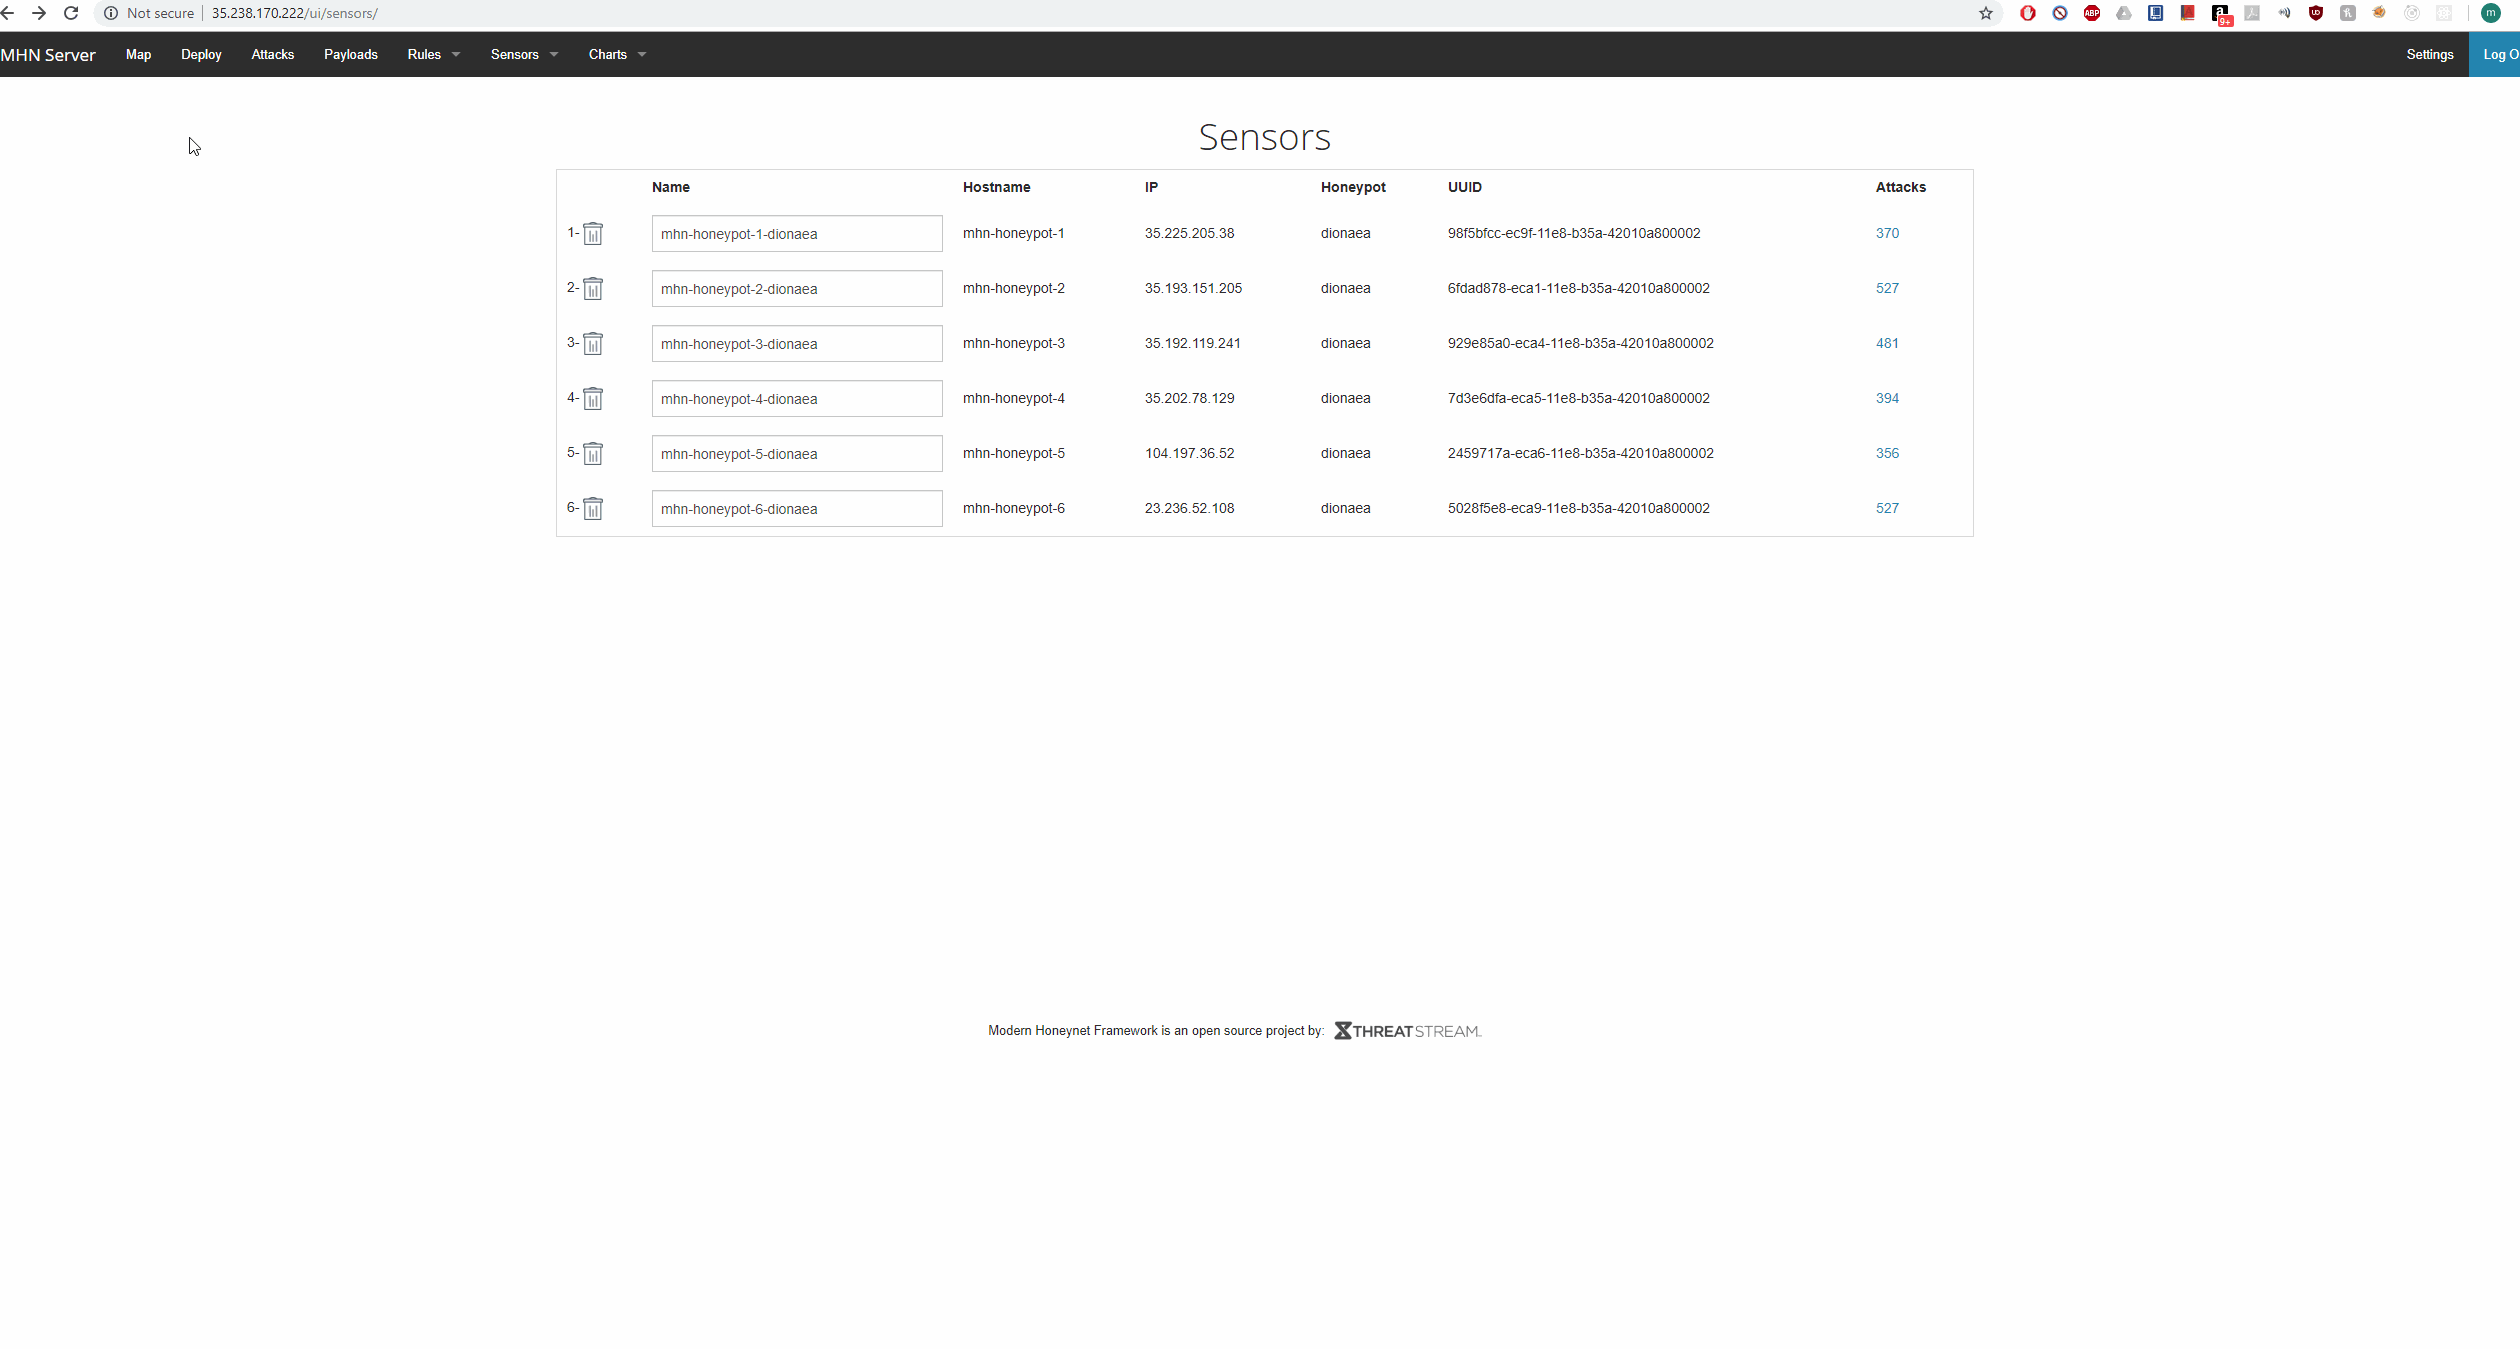 Not secure 35.238.170.222/ui/sensors/ ABP a 9+ m
MHN Server Map Deploy Attacks Payloads Rules Sensors Charts Settings Log O
Sensors
Name Hostname IP Honeypot UUID Attacks
1- mhn-honeypot-1-dionaea mhn-honeypot-1 35.225.205.38 dionaea 98f5bfcc-ec9f-11e8-b35a-42010a800002 370
2- mhn-honeypot-2-dionaea mhn-honeypot-2 35.193.151.205 dionaea 6fdad878-eca1-11e8-b35a-42010a800002 527
3- mhn-honeypot-3-dionaea mhn-honeypot-3 35.192.119.241 dionaea 929e85a0-eca4-11e8-b35a-42010a800002 481
4- mhn-honeypot-4-dionaea mhn-honeypot-4 35.202.78.129 dionaea 7d3e6dfa-eca5-11e8-b35a-42010a800002 394
5- mhn-honeypot-5-dionaea mhn-honeypot-5 104.197.36.52 dionaea 2459717a-eca6-11e8-b35a-42010a800002 356
6- mhn-honeypot-6-dionaea mhn-honeypot-6 23.236.52.108 dionaea 5028f5e8-eca9-11e8-b35a-42010a800002 527
Modern Honeynet Framework is an open source project by: THREATSTREAM